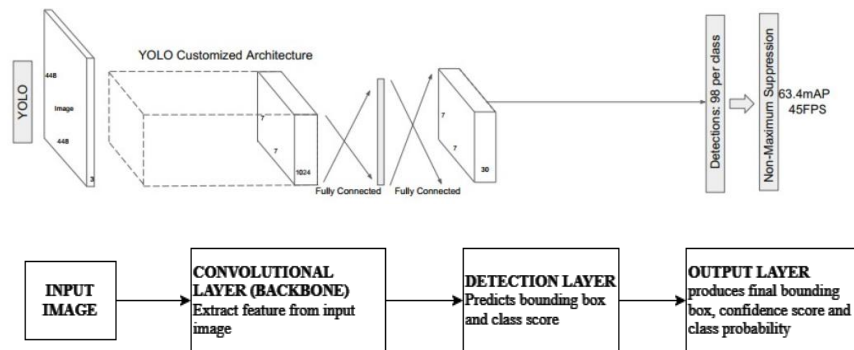 YOLO
448
Image
448
3
YOLO Customized Architecture
7
7
1024
Fully Connected
Fully Connected
7
7
30
Detections: 98 per class
Non-Maximum Suppression
63.4mAP
45FPS
INPUT
IMAGE
CONVOLUTIONAL
LAYER (BACKBONE)
Extract feature from input
image
DETECTION LAYER
Predicts bounding box
and class score
OUTPUT LAYER
produces final bounding
box, confidence score and
class probability